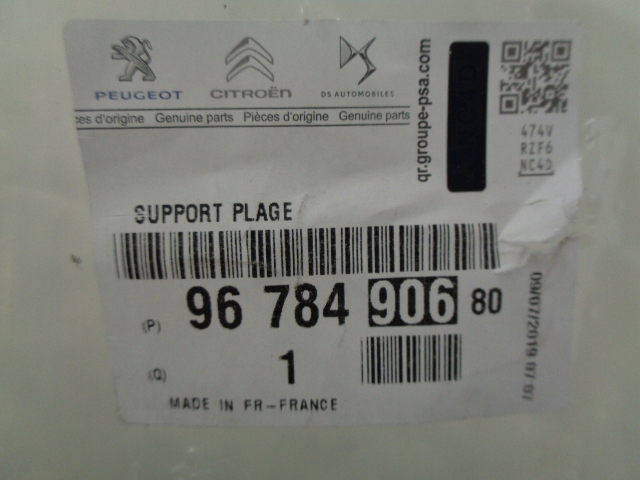 PEUGEOT CITROËN DS AUTOMOBILES
ces d'origine Genuine parts Pièces d'origine Genuine parts
qr.groupe-psa.com
474V
RZF6
NC4D
SUPPORT PLAGE
(P) 96 784 906 80
(Q) 1
MADE IN FR-FRANCE
09/07/2019 07:07